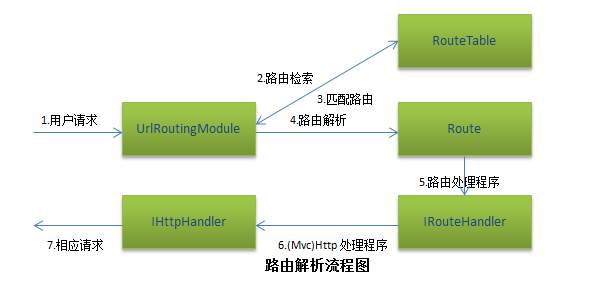 RouteTable
2.路由检索
3.匹配路由
1.用户请求
UrlRoutingModule
4.路由解析
Route
5.路由处理程序
IHttpHandler
IRouteHandler
7.相应请求
6.(Mvc)Http 处理程序
路由解析流程图